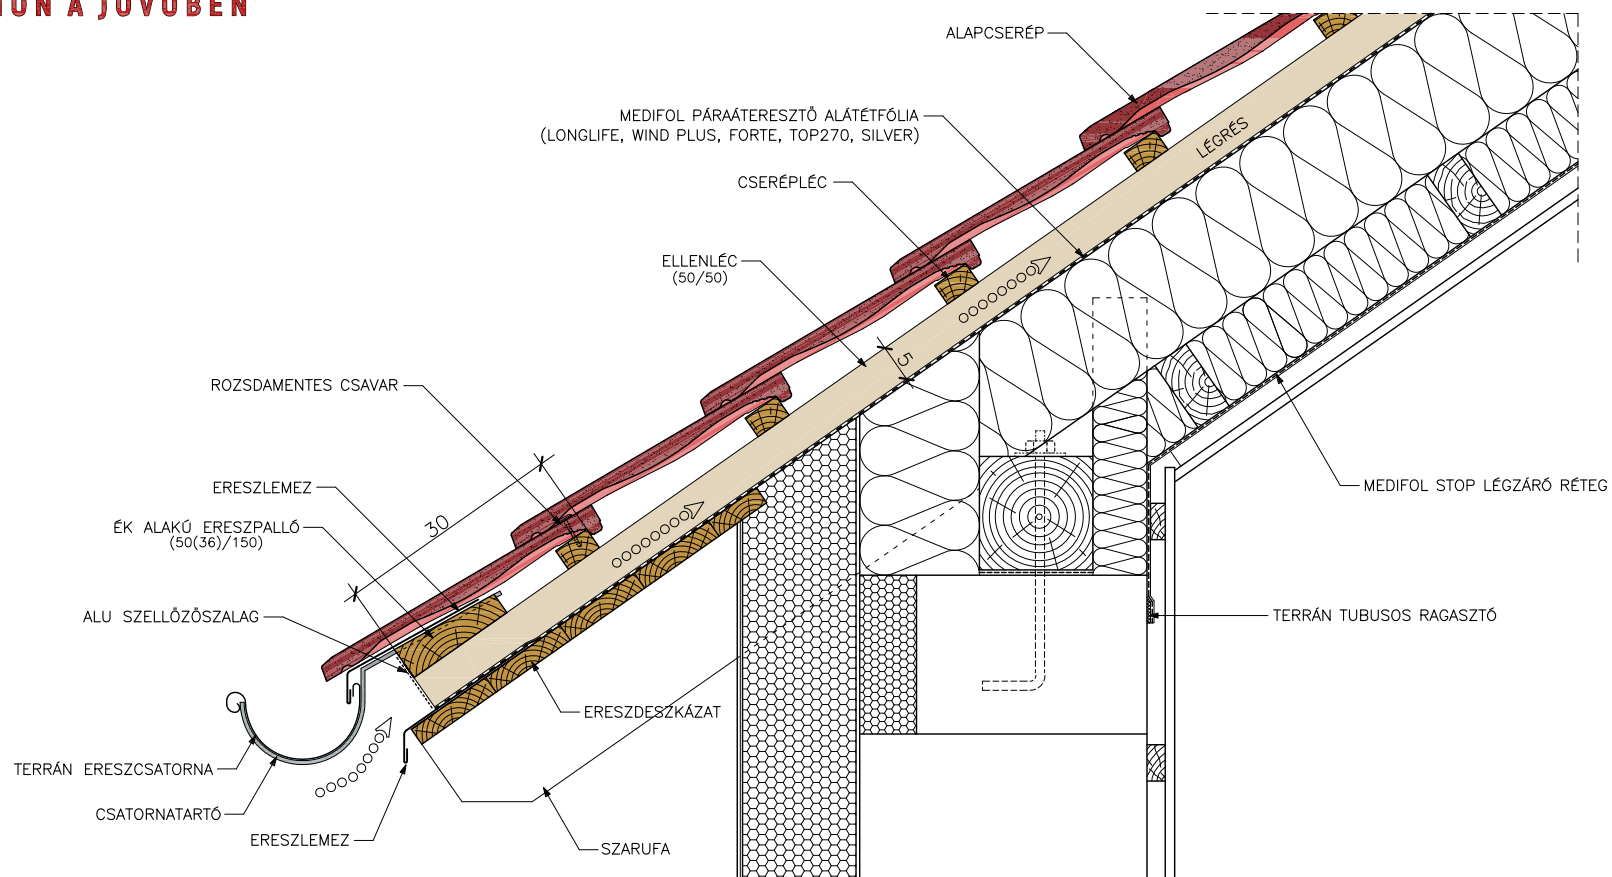 A JÖVŐBEN
ALAPCSERÉP
MEDIFOL PÁRAÁTERESZTŐ ALÁTÉTFÓLIA
(LONGLIFE, WIND PLUS, FORTE, TOP270, SILVER)
LÉGRÉS
CSERÉPLÉC
ELLENLÉC
(50/50)
5
ROZSDAMENTES CSAVAR
ERESZLEMEZ
30
ÉK ALAKÚ ERESZPALLÓ
(50(36)/150)
MEDIFOL STOP LÉGZÁRÓ RÉTEG
ALU SZELLŐZŐSZALAG
TERRÁN TUBUSOS RAGASZTÓ
ERESZDESZKÁZAT
TERRÁN ERESZCSATORNA
CSATORNATARTÓ
ERESZLEMEZ
SZARUFA